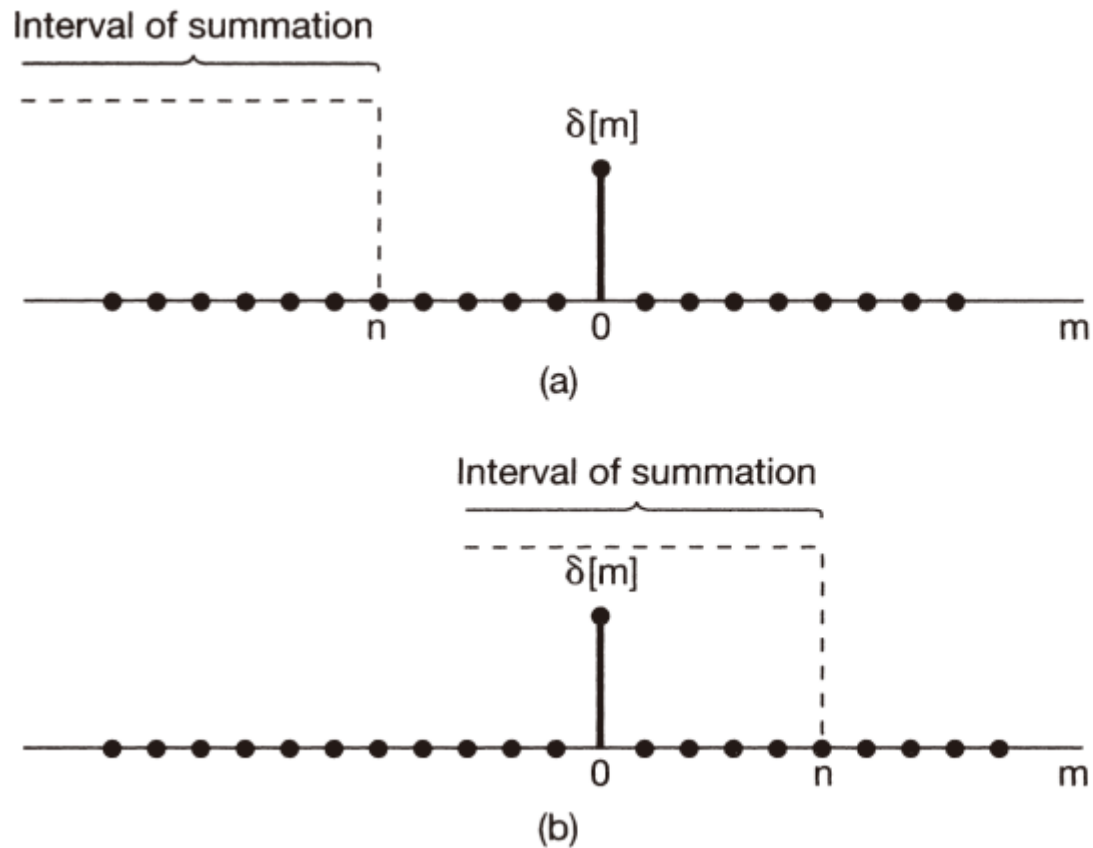 Interval of summation
δ[m]
n 0 m
(a)
Interval of summation
δ[m]
0 n m
(b)